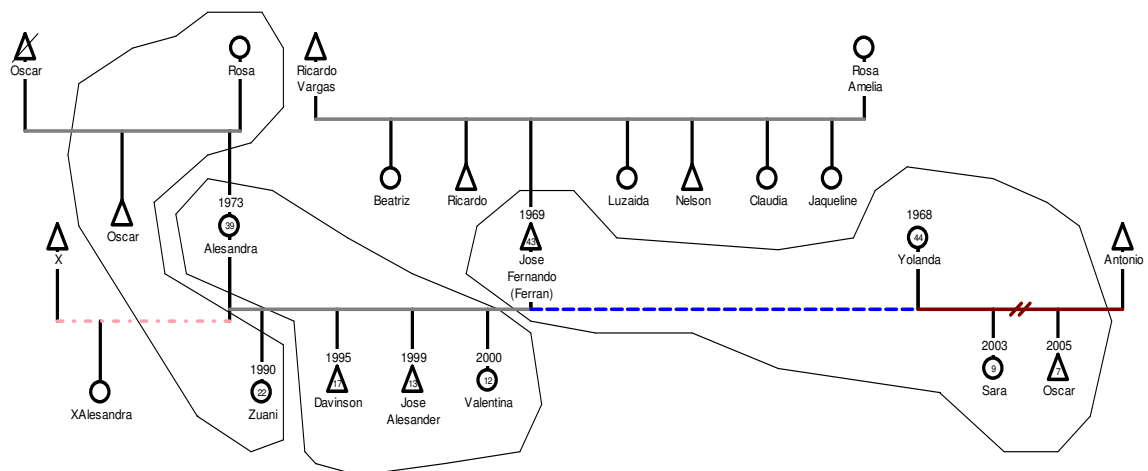 Oscar
Rosa
Ricardo
Vargas
Rosa
Amelia
Beatriz
Ricardo
Luzaida
Nelson
Claudia
Jaqueline
Oscar
1973
39
Alesandra
1969
43
Jose
Fernando
(Ferran)
1968
44
Yolanda
Antonio
X
XAlesandra
1990
22
Zuani
1995
17
Davinson
1999
13
Jose
Alesander
2000
12
Valentina
2003
9
Sara
2005
7
Oscar